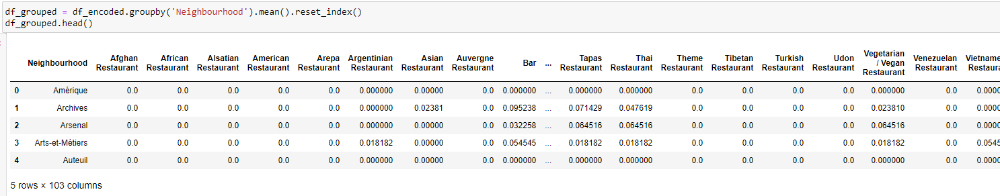 df_grouped = df_encoded.groupby('Neighbourhood').mean().reset_index()
df_grouped.head()
Neighbourhood Afghan Restaurant African Restaurant Alsatian Restaurant American Restaurant Arepa Restaurant Argentinian Restaurant Asian Restaurant Auvergne Restaurant Bar ... Tapas Restaurant Thai Restaurant Theme Restaurant Tibetan Restaurant Turkish Restaurant Udon Restaurant Vegetarian / Vegan Restaurant Venezuelan Restaurant
0 Amérique 0.0 0.0 0.0 0.0 0.0 0.000000 0.00000 0.0 0.000000 ... 0.000000 0.000000 0.0 0.0 0.0 0.0 0.000000 0.0 0.0000
1 Archives 0.0 0.0 0.0 0.0 0.0 0.000000 0.02381 0.0 0.095238 ... 0.071429 0.047619 0.0 0.0 0.0 0.0 0.023810 0.0 0.0000
2 Arsenal 0.0 0.0 0.0 0.0 0.0 0.000000 0.00000 0.0 0.032258 ... 0.064516 0.064516 0.0 0.0 0.0 0.0 0.064516 0.0 0.0000
3 Arts-et-Métiers 0.0 0.0 0.0 0.0 0.0 0.018182 0.00000 0.0 0.054545 ... 0.018182 0.018182 0.0 0.0 0.0 0.0 0.018182 0.0 0.0545
4 Auteuil 0.0 0.0 0.0 0.0 0.0 0.000000 0.00000 0.0 0.000000 ... 0.000000 0.000000 0.0 0.0 0.0 0.0 0.000000 0.0 0.0000
5 rows × 103 columns